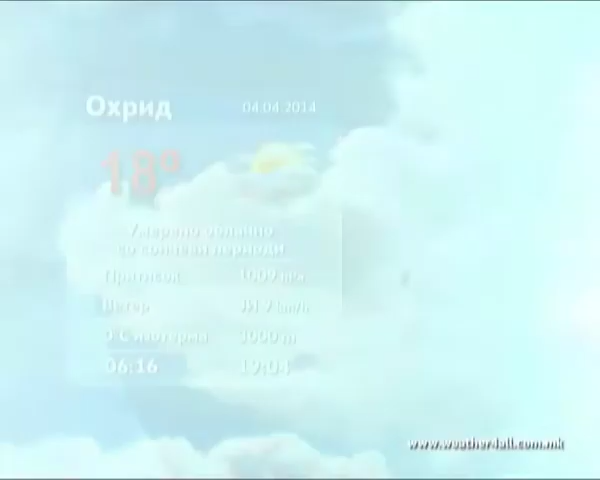 Охрид 04.04.2014
18°
Умерено облачно
со сончеви периоди
Притисок 1009 hPa
Ветер ЈИ 7 km/h
0 C изотерма 3000 m
06:16 19:04
www.weather4all.com.mk